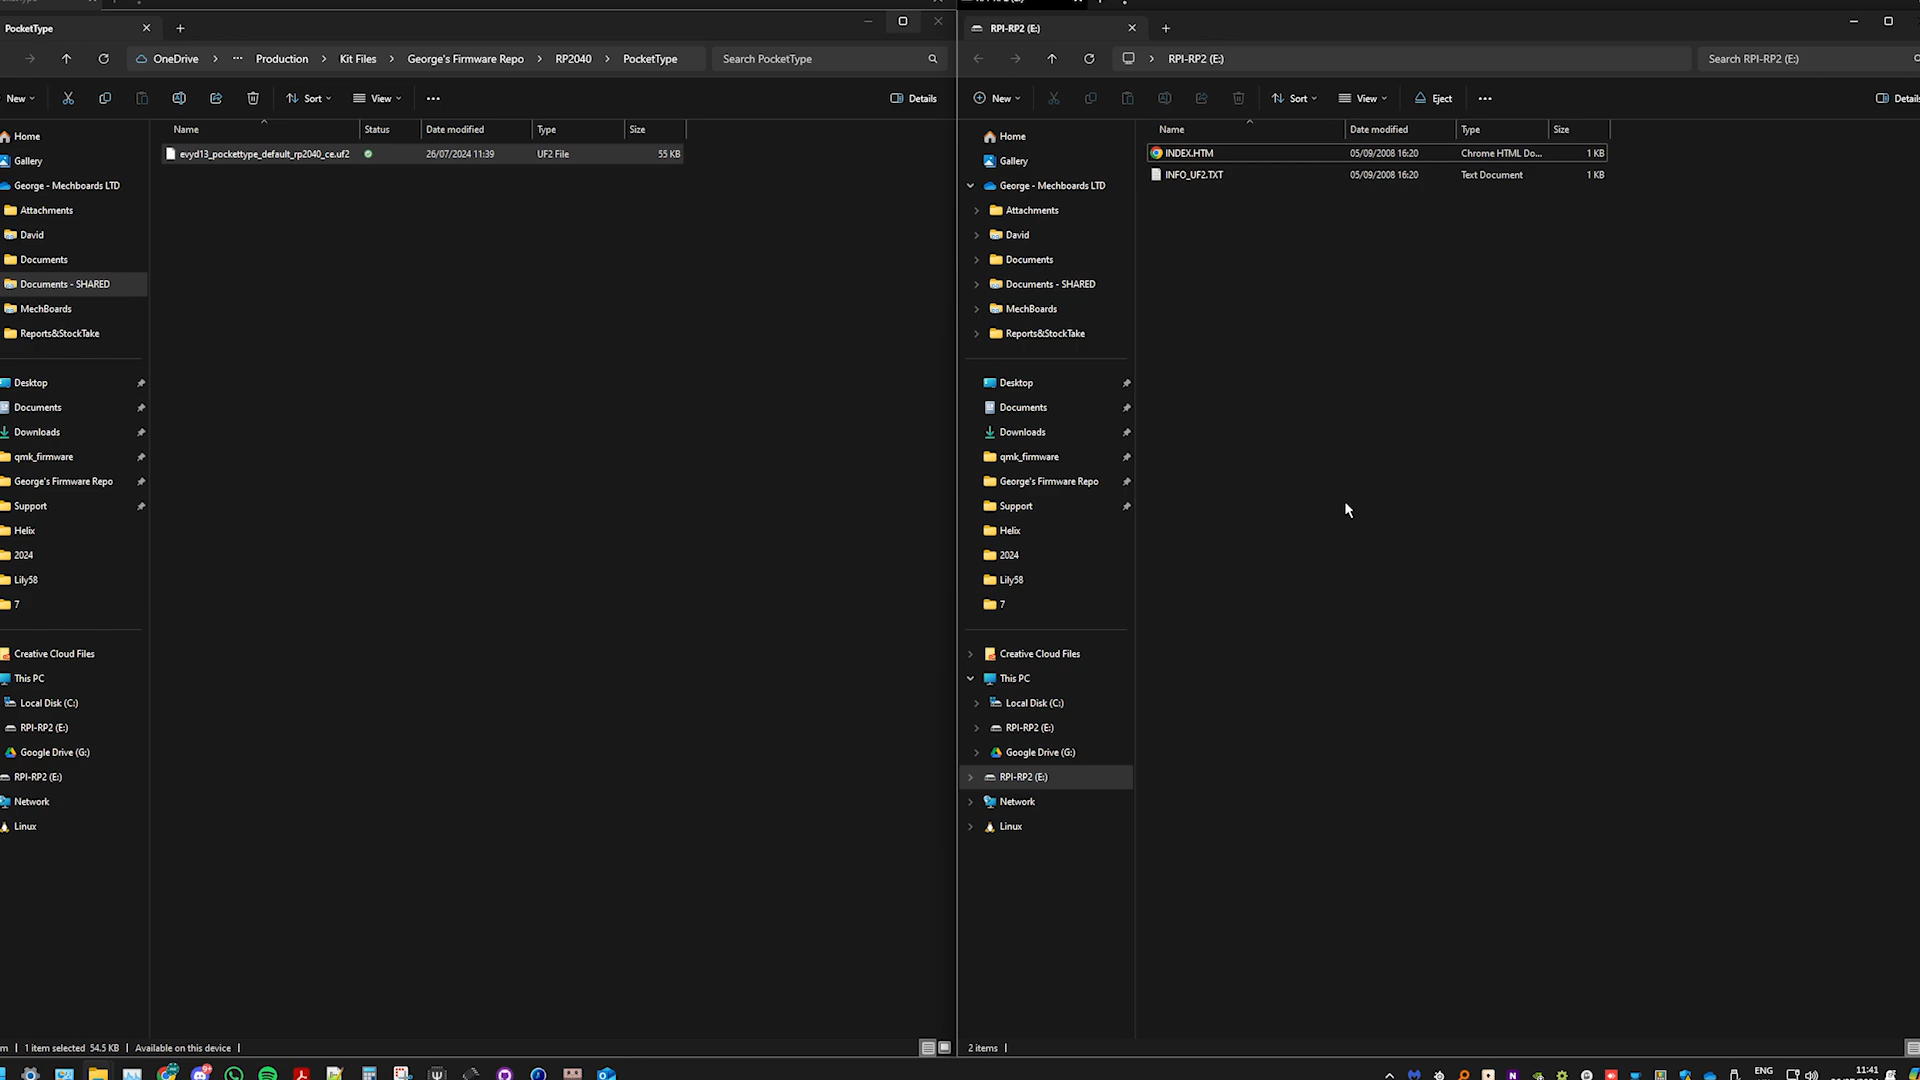 PocketType
OneDrive > ... Production > Kit Files > George's Firmware Repo > RP2040 > PocketType
Search PocketType
New
Sort
View
Details
Name Status Date modified Type Size
evyd13_pockettype_default_rp2040_ce.uf2 26/07/2024 11:39 UF2 File 55 KB
Home
Gallery
George - Mechboards LTD
Attachments
David
Documents
Documents - SHARED
MechBoards
Reports&StockTake
Desktop
Documents
Downloads
qmk_firmware
George's Firmware Repo
Support
Helix
2024
Lily58
7
Creative Cloud Files
This PC
Local Disk (C:)
RPI-RP2 (E:)
Google Drive (G:)
RPI-RP2 (E:)
Network
Linux
1 item selected 54.5 KB
Available on this device
RPI-RP2 (E:)
RPI-RP2 (E:)
Search RPI-RP2 (E:)
New
Sort
View
Eject
Details
Name Date modified Type Size
INDEX.HTM 05/09/2008 16:20 Chrome HTML Do... 1 KB
INFO_UF2.TXT 05/09/2008 16:20 Text Document 1 KB
Home
Gallery
George - Mechboards LTD
Attachments
David
Documents
Documents - SHARED
MechBoards
Reports&StockTake
Desktop
Documents
Downloads
qmk_firmware
George's Firmware Repo
Support
Helix
2024
Lily58
7
Creative Cloud Files
This PC
Local Disk (C:)
RPI-RP2 (E:)
Google Drive (G:)
RPI-RP2 (E:)
Network
Linux
2 items
ENG
11:41